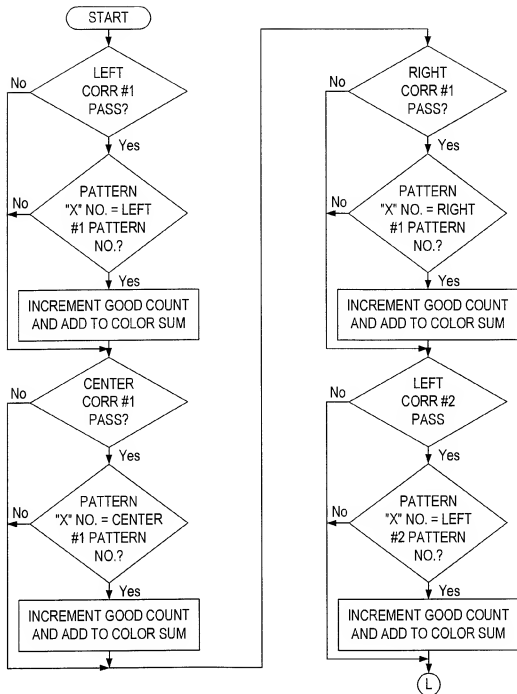 START
LEFT
CORR #1
PASS?
No
Yes
PATTERN
"X" NO. = LEFT
#1 PATTERN
NO.?
No
Yes
INCREMENT GOOD COUNT
AND ADD TO COLOR SUM
CENTER
CORR #1
PASS?
No
Yes
PATTERN
"X" NO. = CENTER
#1 PATTERN
NO.?
No
Yes
INCREMENT GOOD COUNT
AND ADD TO COLOR SUM
RIGHT
CORR #1
PASS?
No
Yes
PATTERN
"X" NO. = RIGHT
#1 PATTERN
NO.?
No
Yes
INCREMENT GOOD COUNT
AND ADD TO COLOR SUM
LEFT
CORR #2
PASS
No
Yes
PATTERN
"X" NO. = LEFT
#2 PATTERN
NO.?
No
Yes
INCREMENT GOOD COUNT
AND ADD TO COLOR SUM
L